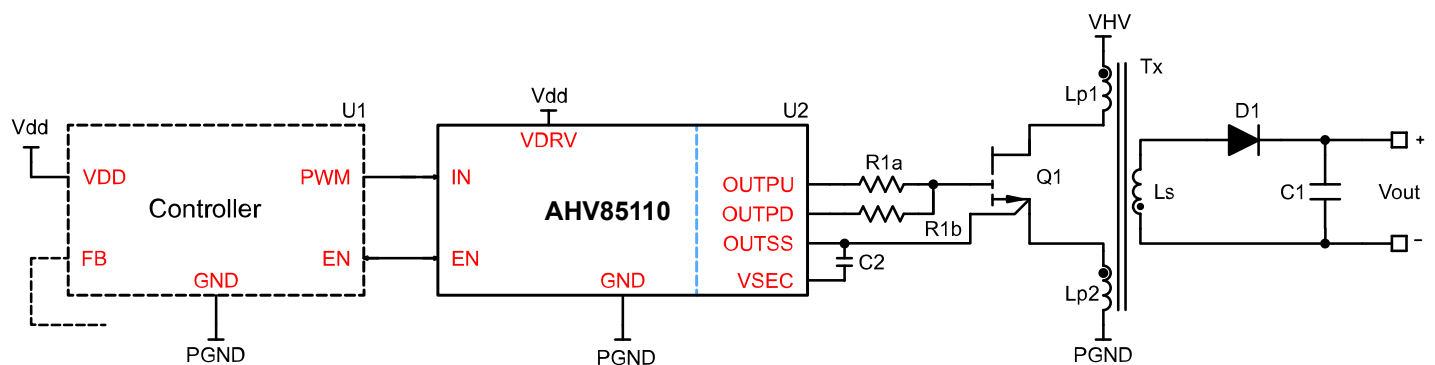 VHV
Tx
Lp1
Vdd
U1
U2
D1
Vdd
VDRV
+
VDD
PWM
IN
OUTPU
R1a
Q1
Ls
C1
Vout
Controller
AHV85110
OUTPD
R1b
OUTSS
−
FB
EN
EN
C2
GND
GND
VSEC
Lp2
PGND
PGND
PGND